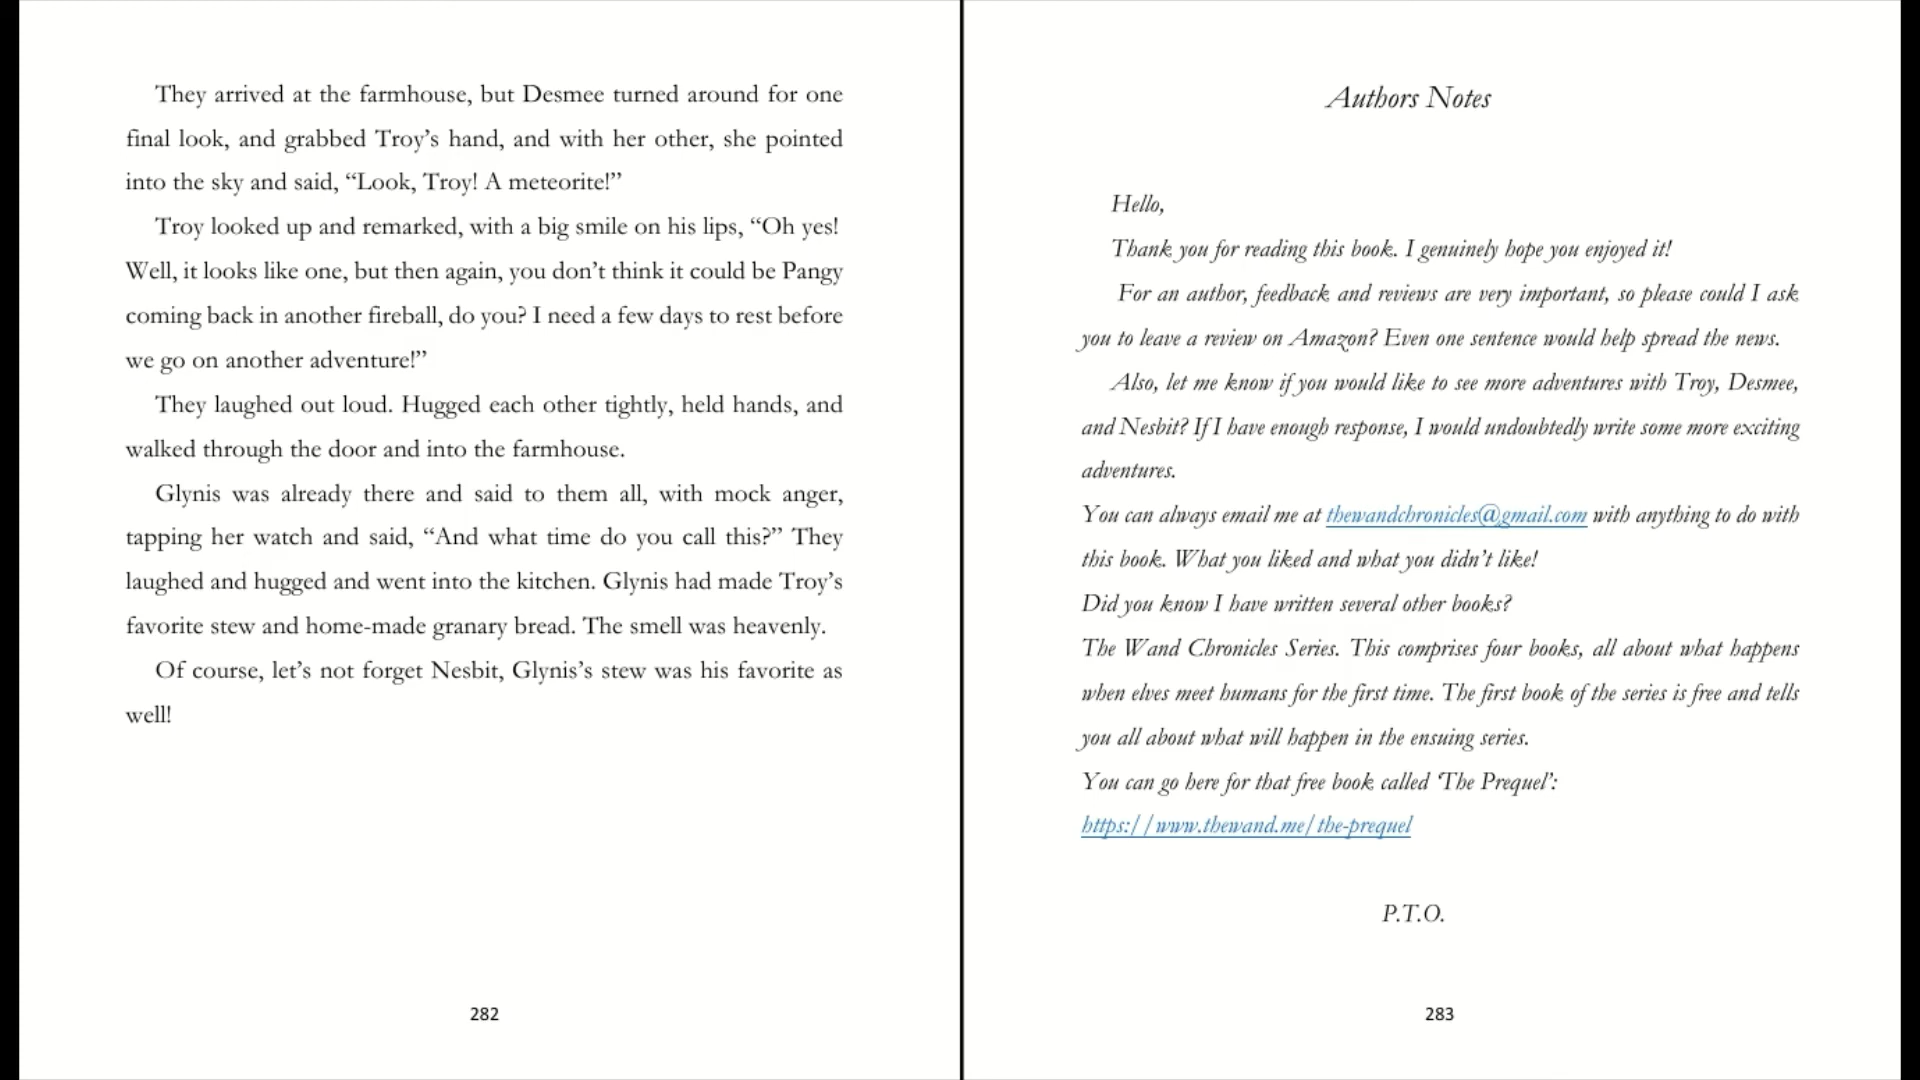 They arrived at the farmhouse, but Desmee turned around for one
final look, and grabbed Troy’s hand, and with her other, she pointed
into the sky and said, “Look, Troy! A meteorite!”
Troy looked up and remarked, with a big smile on his lips, “Oh yes!
Well, it looks like one, but then again, you don’t think it could be Pangy
coming back in another fireball, do you? I need a few days to rest before
we go on another adventure!”
They laughed out loud. Hugged each other tightly, held hands, and
walked through the door and into the farmhouse.
Glynis was already there and said to them all, with mock anger,
tapping her watch and said, “And what time do you call this?” They
laughed and hugged and went into the kitchen. Glynis had made Troy’s
favorite stew and home-made granary bread. The smell was heavenly.
Of course, let’s not forget Nesbit, Glynis’s stew was his favorite as
well!
282
Authors Notes
Hello,
Thank you for reading this book. I genuinely hope you enjoyed it!
For an author, feedback and reviews are very important, so please could I ask
you to leave a review on Amazon? Even one sentence would help spread the news.
Also, let me know if you would like to see more adventures with Troy, Desmee,
and Nesbit? If I have enough response, I would undoubtedly write some more exciting
adventures.
You can always email me at thewandchronicles@gmail.com with anything to do with
this book. What you liked and what you didn’t like!
Did you know I have written several other books?
The Wand Chronicles Series. This comprises four books, all about what happens
when elves meet humans for the first time. The first book of the series is free and tells
you all about what will happen in the ensuing series.
You can go here for that free book called ‘The Prequel’:
https://www.thewand.me/the-prequel
P.T.O.
283